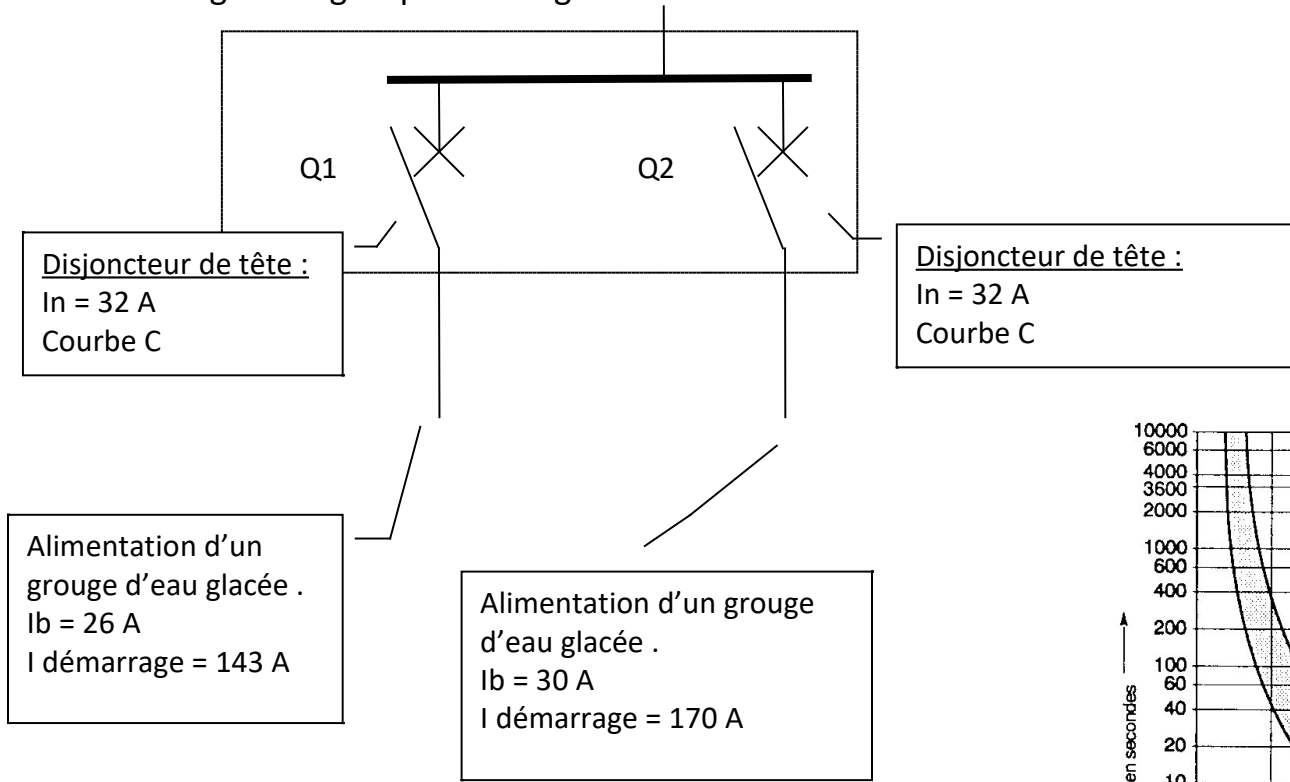 Q1
Q2
Disjoncteur de tête :
In = 32 A
Courbe C
Disjoncteur de tête :
In = 32 A
Courbe C
Alimentation d'un
grouge d'eau glacée .
Ib = 26 A
I démarrage = 143 A
Alimentation d'un grouge
d'eau glacée .
Ib = 30 A
I démarrage = 170 A
10000
6000
4000
3600
2000
1000
600
400
200
100
60
40
20
10
en secondes